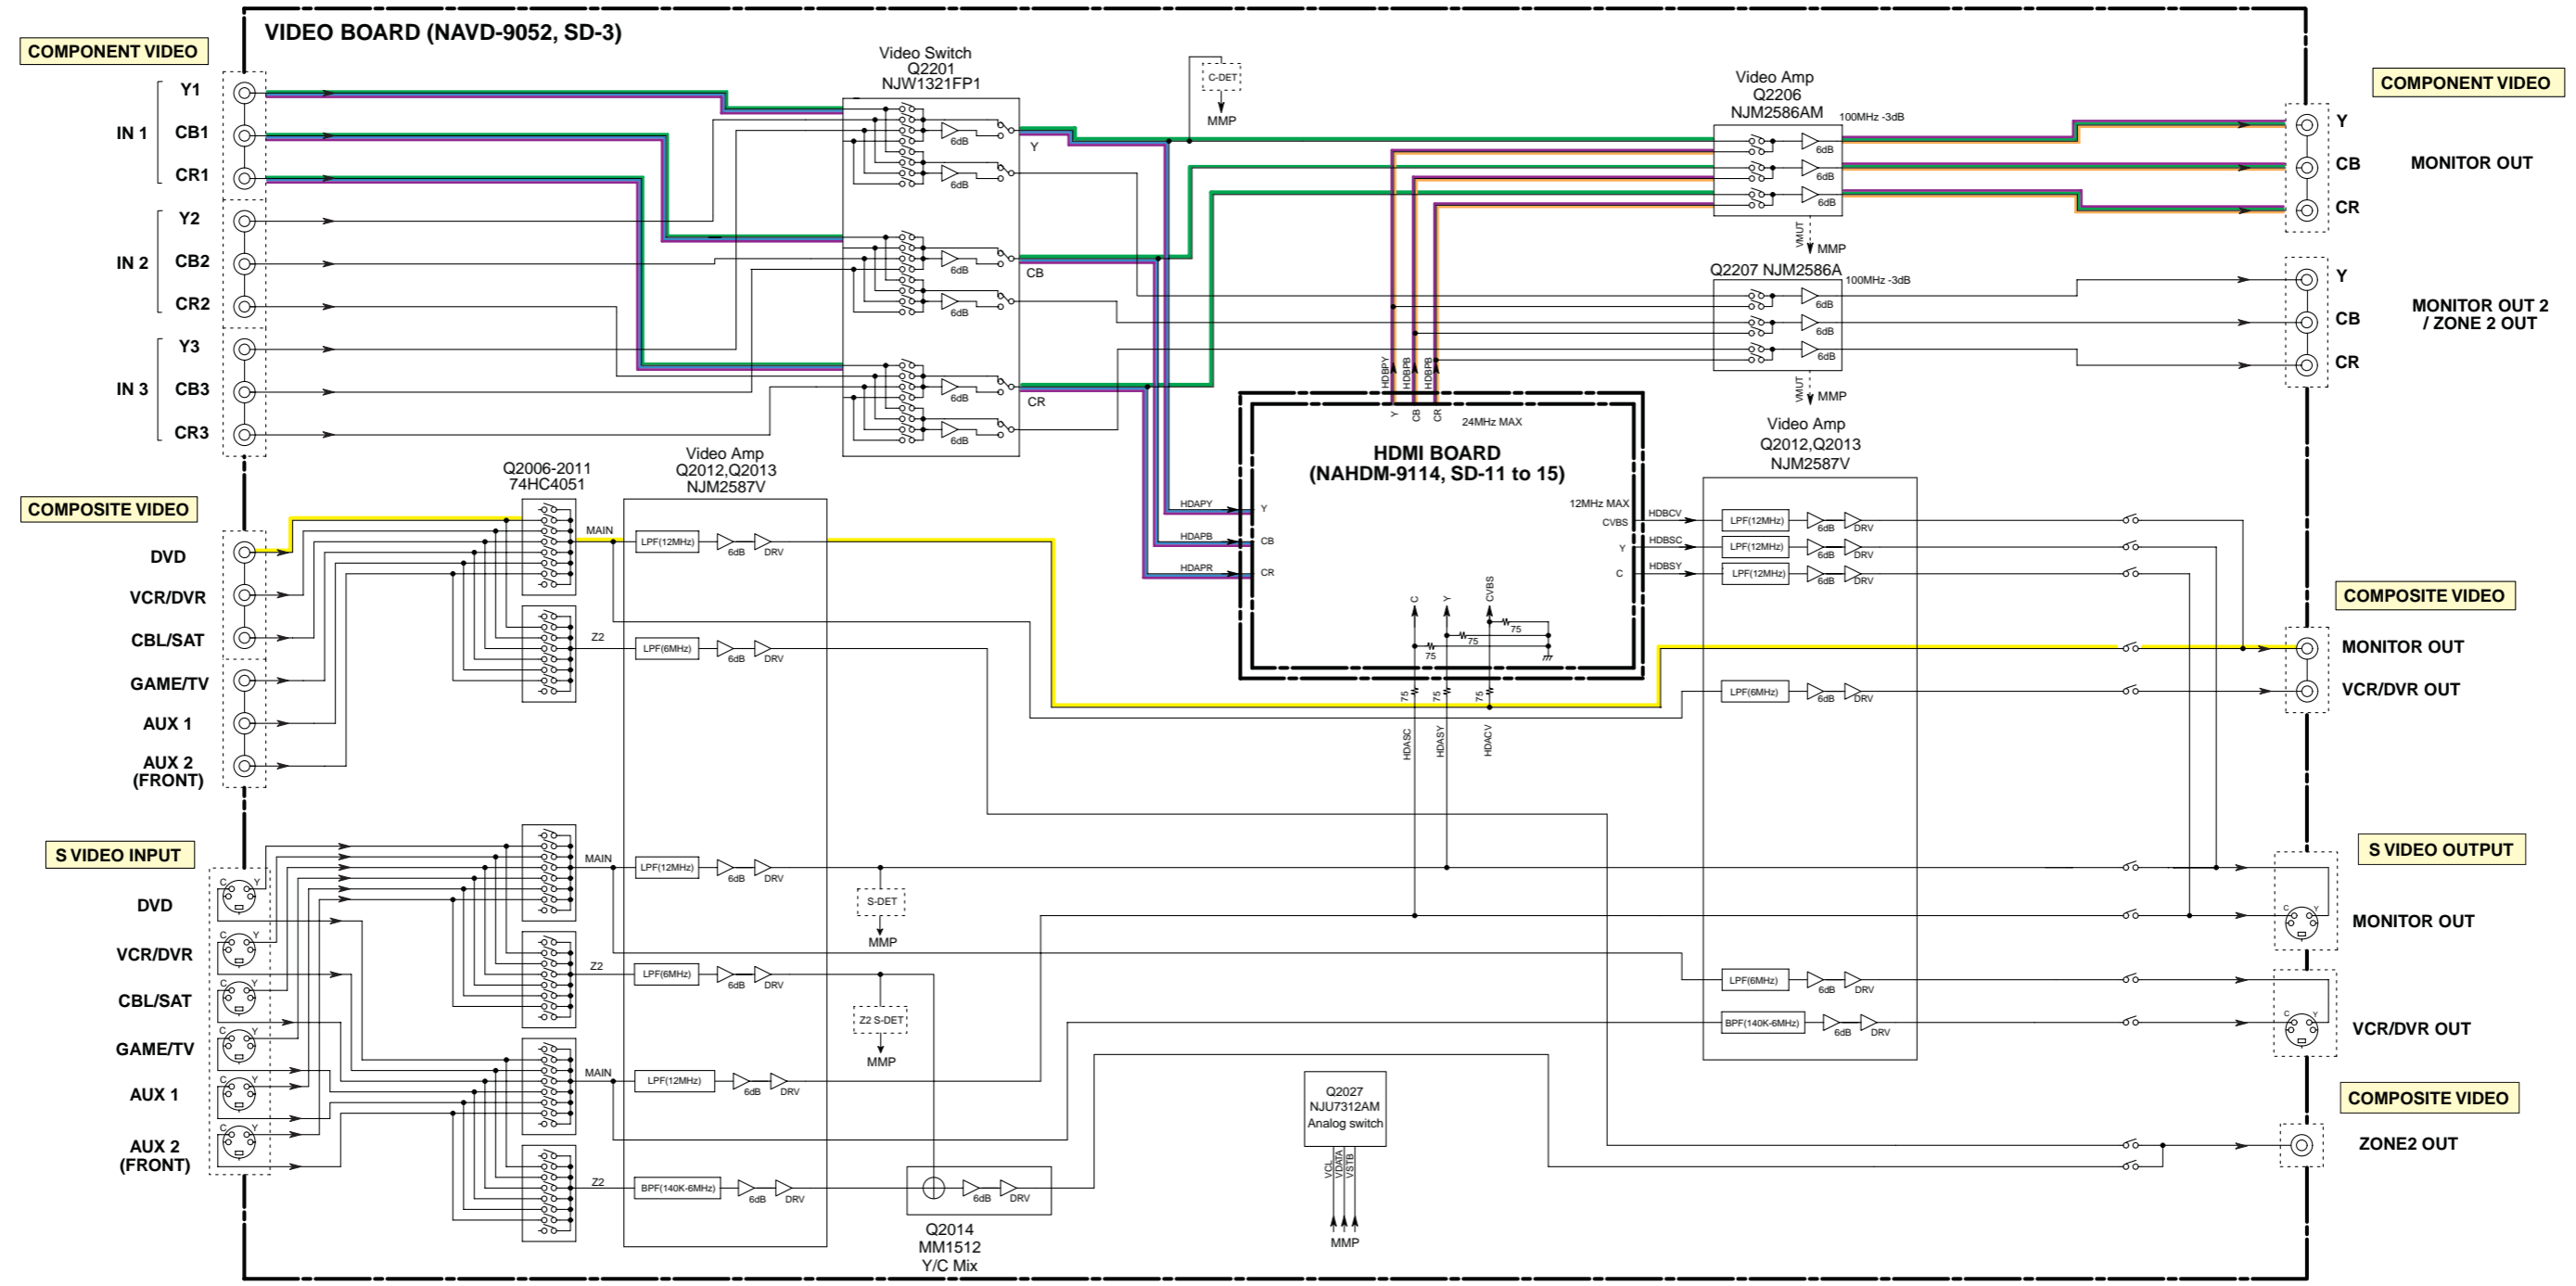 VIDEO BOARD (NAVD-9052, SD-3)
COMPONENT VIDEO
IN 1
Y1
CB1
CR1
IN 2
Y2
CB2
CR2
IN 3
Y3
CB3
CR3
Video Switch
Q2201
NJW1321FP1
6dB
6dB
Y
6dB
6dB
CB
6dB
6dB
CR
C-DET
MMP
Video Amp
Q2206
NJM2586AM
100MHz -3dB
6dB
6dB
6dB
VMUT
MMP
Q2207 NJM2586A
100MHz -3dB
6dB
6dB
6dB
VMUT
MMP
COMPONENT VIDEO
Y
CB
CR
MONITOR OUT
Y
CB
CR
MONITOR OUT 2
/ ZONE 2 OUT
HDBPY
HDBPB
HDBPB
Y
CB
CR
24MHz MAX
HDMI BOARD
(NAHDM-9114, SD-11 to 15)
HDAPY
Y
HDAPB
CB
HDAPR
CR
12MHz MAX
CVBS
HDBCV
Y
HDBSC
C
HDBSY
C
Y
CVBS
75
75
75
75
75
75
HDASC
HDASY
HDACV
COMPOSITE VIDEO
DVD
VCR/DVR
CBL/SAT
GAME/TV
AUX 1
AUX 2
(FRONT)
Q2006-2011
74HC4051
Video Amp
Q2012,Q2013
NJM2587V
MAIN
LPF(12MHz)
6dB
DRV
Z2
LPF(6MHz)
6dB
DRV
Video Amp
Q2012,Q2013
NJM2587V
LPF(12MHz)
6dB
DRV
LPF(12MHz)
6dB
DRV
LPF(12MHz)
6dB
DRV
LPF(6MHz)
6dB
DRV
COMPOSITE VIDEO
MONITOR OUT
VCR/DVR OUT
S VIDEO INPUT
C
Y
DVD
C
Y
VCR/DVR
C
Y
CBL/SAT
C
Y
GAME/TV
C
Y
AUX 1
C
Y
AUX 2
(FRONT)
MAIN
LPF(12MHz)
6dB
DRV
S-DET
MMP
Z2
LPF(6MHz)
6dB
DRV
Z2 S-DET
MMP
MAIN
LPF(12MHz)
6dB
DRV
Z2
BPF(140K-6MHz)
6dB
DRV
6dB
DRV
Q2014
MM1512
Y/C Mix
Q2027
NJU7312AM
Analog switch
VCL
VDATA
VSTB
MMP
LPF(6MHz)
6dB
DRV
BPF(140K-6MHz)
6dB
DRV
S VIDEO OUTPUT
C
Y
MONITOR OUT
C
Y
VCR/DVR OUT
COMPOSITE VIDEO
ZONE2 OUT